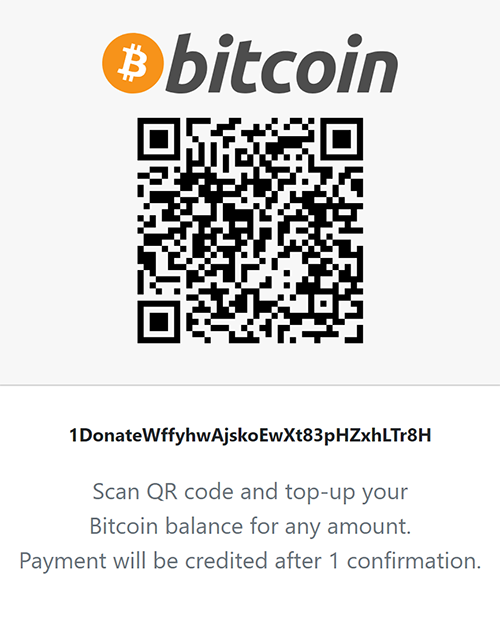 bitcoin
1DonateWffyhwAjskoEwXt83pHZxhLTr8H
Scan QR code and top-up your
Bitcoin balance for any amount.
Payment will be credited after 1 confirmation.